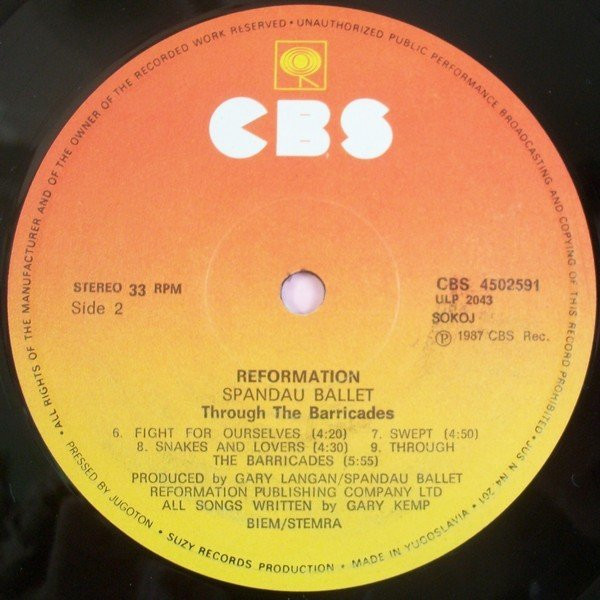 • ALL RIGHTS OF THE MANUFACTURER AND OF THE OWNER OF THE RECORDED WORK RESERVED • UNAUTHORIZED PUBLIC PERFORMANCE BROADCASTING AND COPYING OF THIS RECORD PROHIBITED •
CBS
STEREO 33 RPM
Side 2
CBS 4502591
ULP 2043
SOKOJ
Ⓟ 1987 CBS Rec.
REFORMATION
SPANDAU BALLET
Through The Barricades
6. FIGHT FOR OURSELVES (4:20) 7. SWEPT (4:50)
8. SNAKES AND LOVERS (4:30) 9. THROUGH
THE BARRICADES (5:55)
PRODUCED by GARY LANGAN/SPANDAU BALLET
REFORMATION PUBLISHING COMPANY LTD
ALL SONGS WRITTEN by GARY KEMP
BIEM/STEMRA
PRESSED BY JUGOTON • SUZY RECORDS PRODUCTION • MADE IN YUGOSLAVIA •